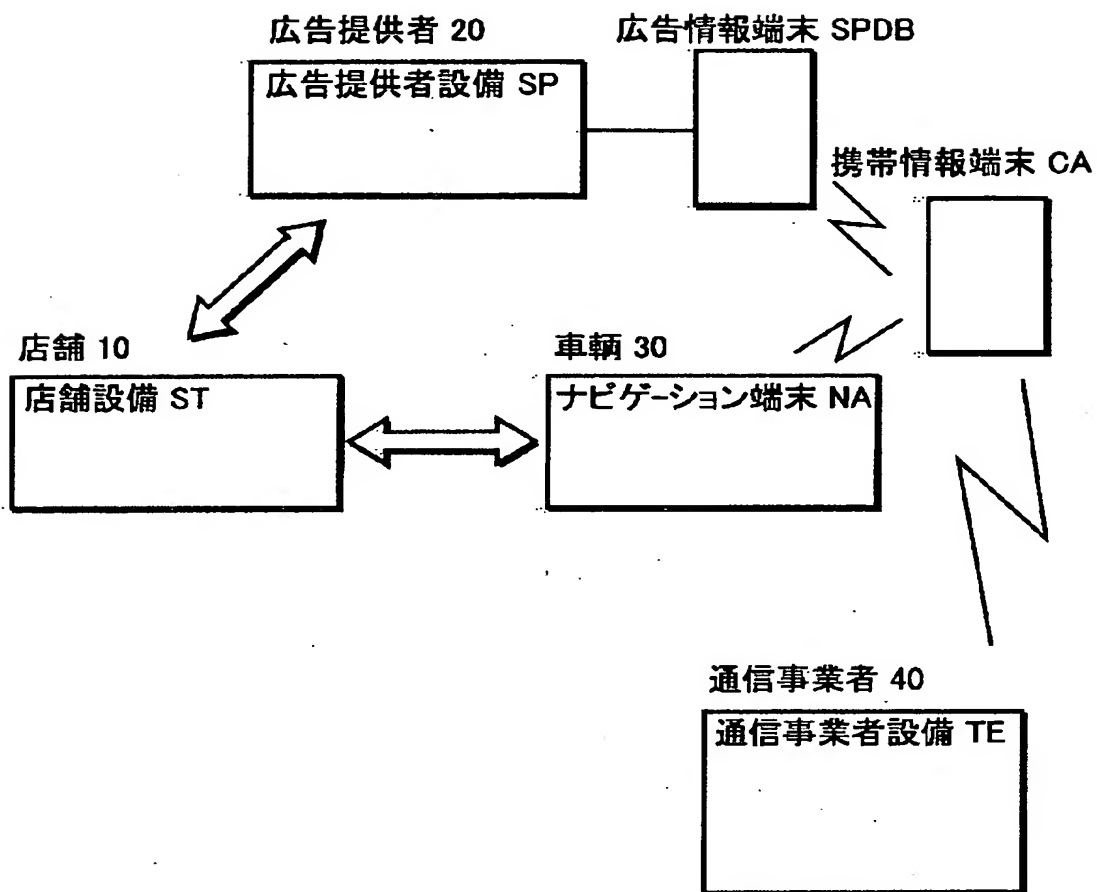 広告提供者 20
広告情報端末 SPDB
広告提供者設備 SP
携帯情報端末 CA
店舗 10
車輌 30
店舗設備 ST
ナビゲーション端末 NA
通信事業者 40
通信事業者設備 TE